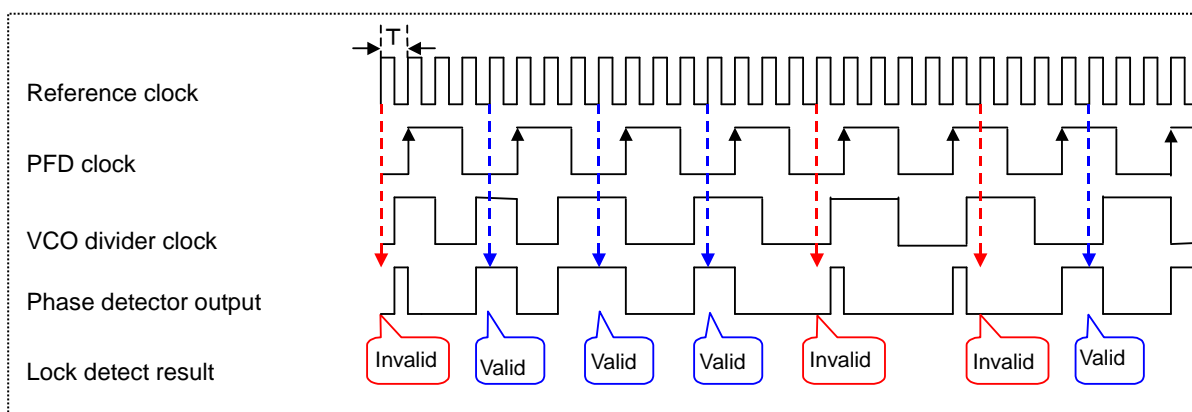 T
Reference clock
PFD clock
VCO divider clock
Phase detector output
Lock detect result
Invalid
Valid
Valid
Valid
Invalid
Invalid
Valid